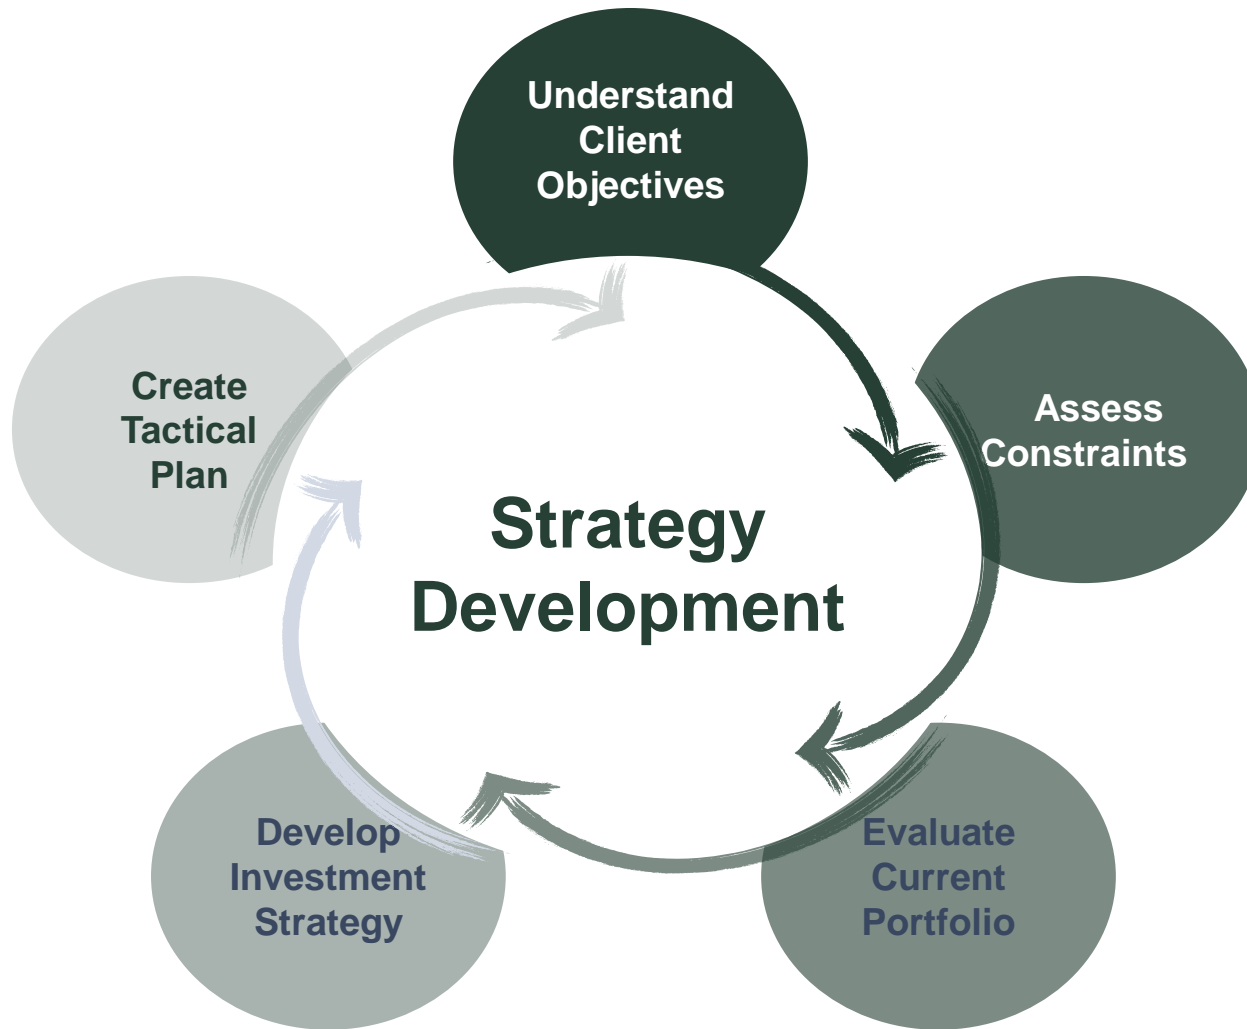 Understand
Client
Objectives
Assess
Constraints
Evaluate
Current
Portfolio
Develop
Investment
Strategy
Create
Tactical
Plan
Strategy
Development